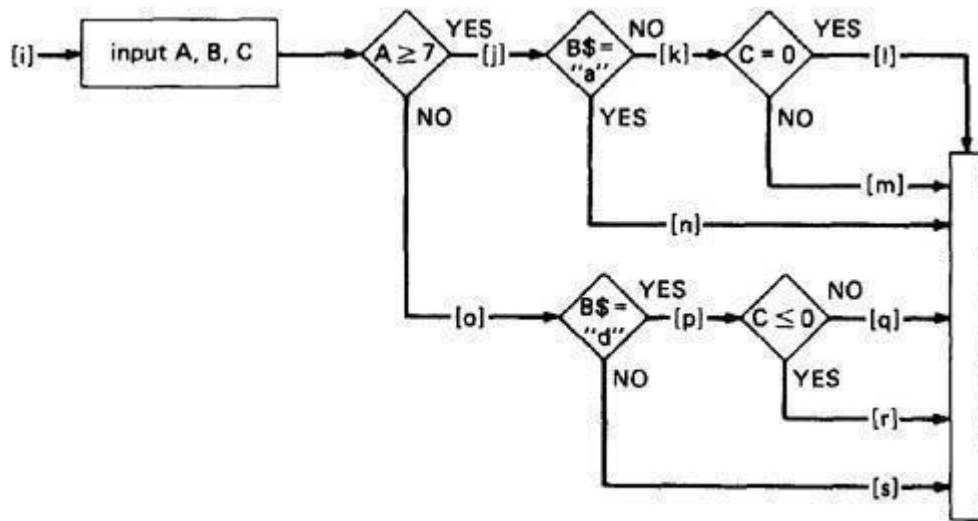 [i]
input A, B, C
A ≥ 7
YES
[j]
B$ =
"a"
NO
[k]
C = 0
YES
[l]
NO
YES
NO
[m]
[n]
[o]
B$ =
"d"
YES
[p]
C ≤ 0
NO
[q]
NO
YES
[r]
[s]